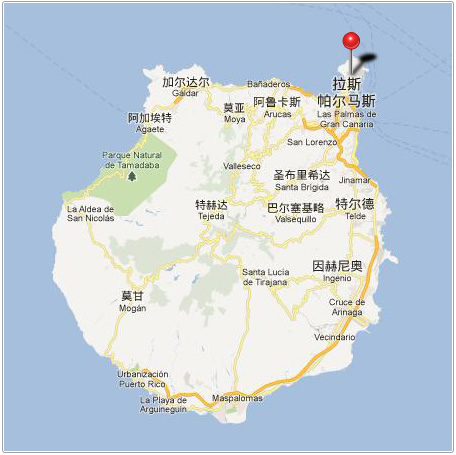 拉斯
帕尔马斯
Las Palmas de
Gran Canaria
加尔达尔
Gáldar
Bañaderos
莫亚
Moya
阿鲁卡斯
Arucas
阿加埃特
Agaete
San Lorenzo
Parque Natural
de Tamadaba
Valleseco
圣布里希达
Santa Brígida
Jinamar
La Aldea de
San Nicolás
特赫达
Tejeda
巴尔塞基略
Valsequillo
特尔德
Telde
因赫尼奥
Ingenio
Santa Lucia
de Tirajana
莫甘
Mogán
Cruce de
Arinaga
Vecindario
Urbanización
Puerto Rico
La Playa de
Arguineguín
Maspalomas